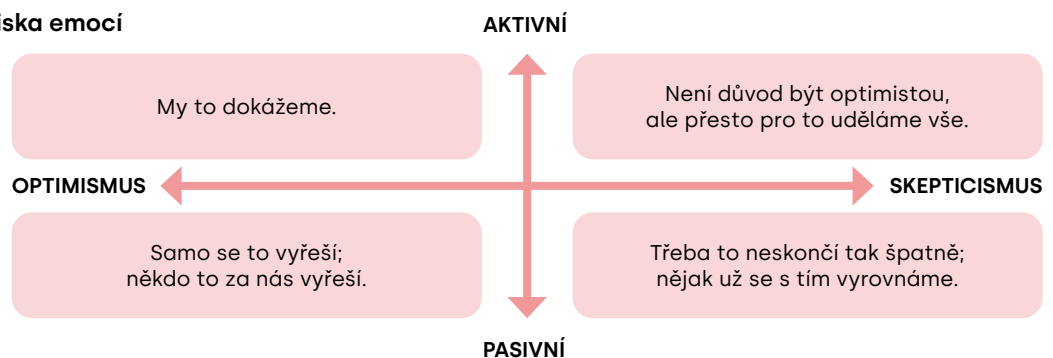 iska emocí
AKTIVNÍ
My to dokážeme.
Není důvod být optimistou,
ale přesto pro to uděláme vše.
OPTIMISMUS
SKEPTICISMUS
Samo se to vyřeší;
někdo to za nás vyřeší.
Třeba to neskončí tak špatně;
nějak už se s tím vyrovnáme.
PASIVNÍ